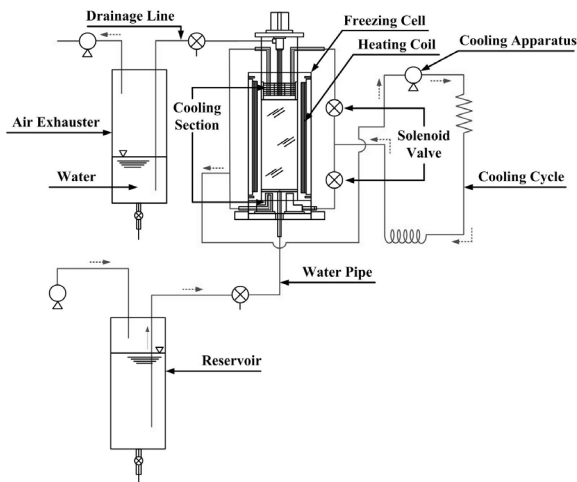 Drainage Line
Freezing Cell
Heating Coil
Cooling Apparatus
Cooling
Section
Air Exhauster
Solenoid
Valve
Water
Cooling Cycle
Water Pipe
Reservoir